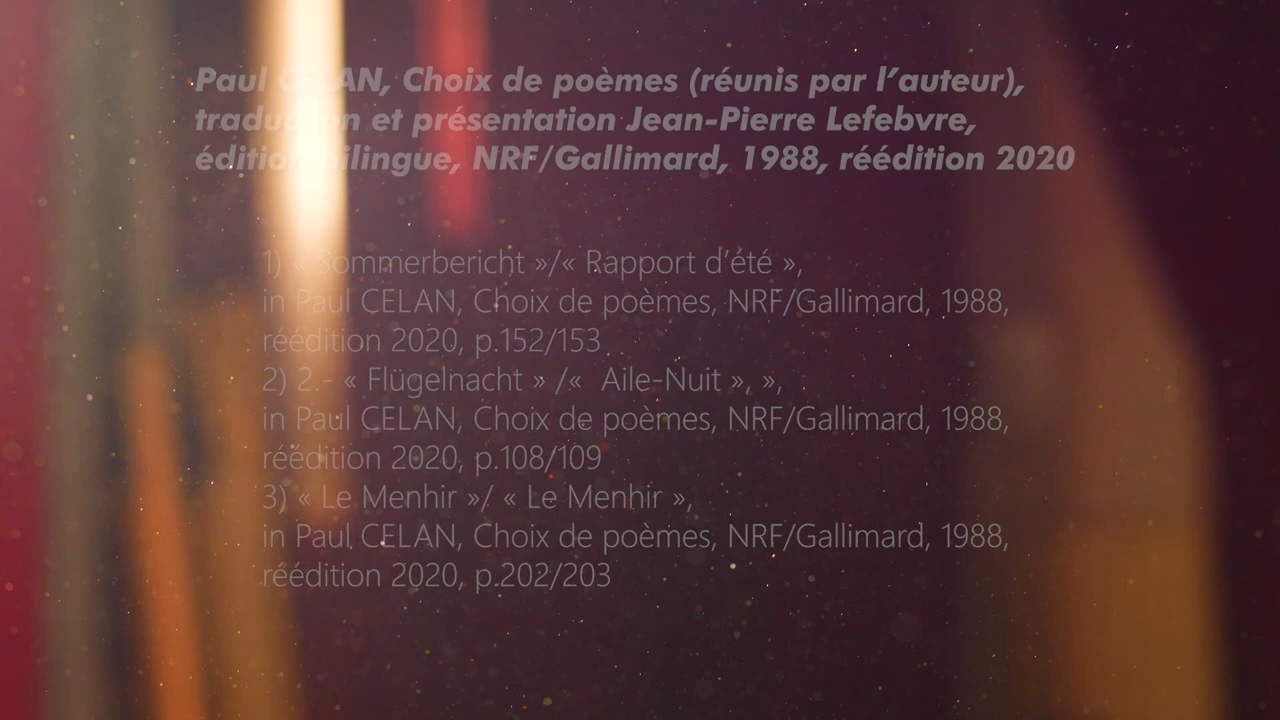 Paul CELAN, Choix de poèmes (réunis par l’auteur),
traduction et présentation Jean-Pierre Lefebvre,
édition bilingue, NRF/Gallimard, 1988, réédition 2020
1) « Sommerbericht »/« Rapport d’été »,
in Paul CELAN, Choix de poèmes, NRF/Gallimard, 1988,
réédition 2020, p.152/153
2) 2.- « Flügelnacht » /«  Aile-Nuit », »,
in Paul CELAN, Choix de poèmes, NRF/Gallimard, 1988,
réédition 2020, p.108/109
3) « Le Menhir »/ « Le Menhir »,
in Paul CELAN, Choix de poèmes, NRF/Gallimard, 1988,
réédition 2020, p.202/203